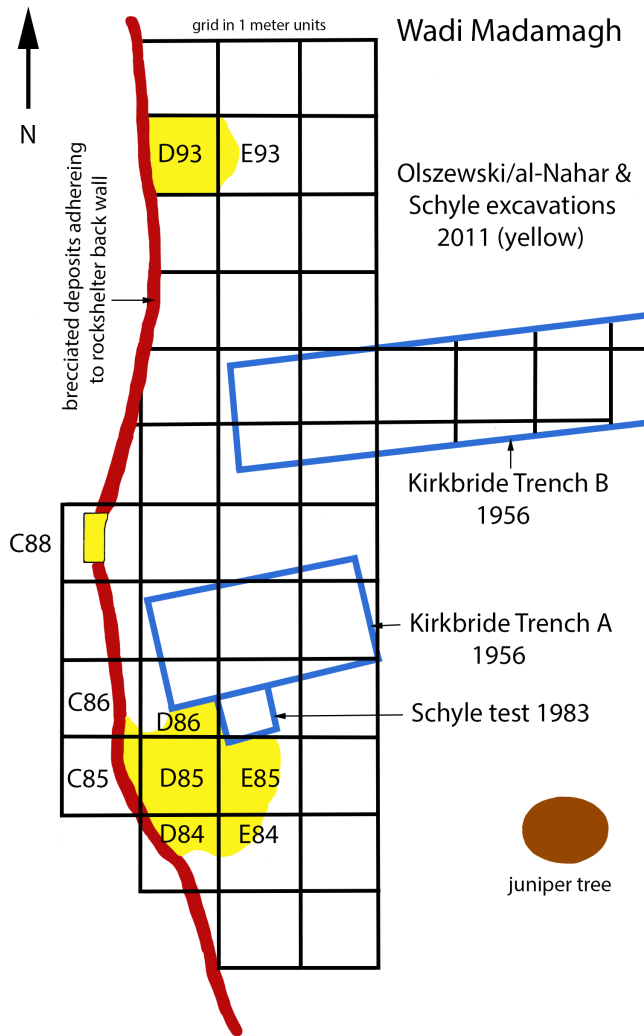 grid in 1 meter units
Wadi Madamagh
N
D93
E93
Olszewski/al-Nahar &
Schyle excavations
2011 (yellow)
brecciated deposits adhereing
to rockshelter back wall
Kirkbride Trench B
1956
C88
Kirkbride Trench A
1956
C86
D86
Schyle test 1983
C85
D85
E85
D84
E84
juniper tree